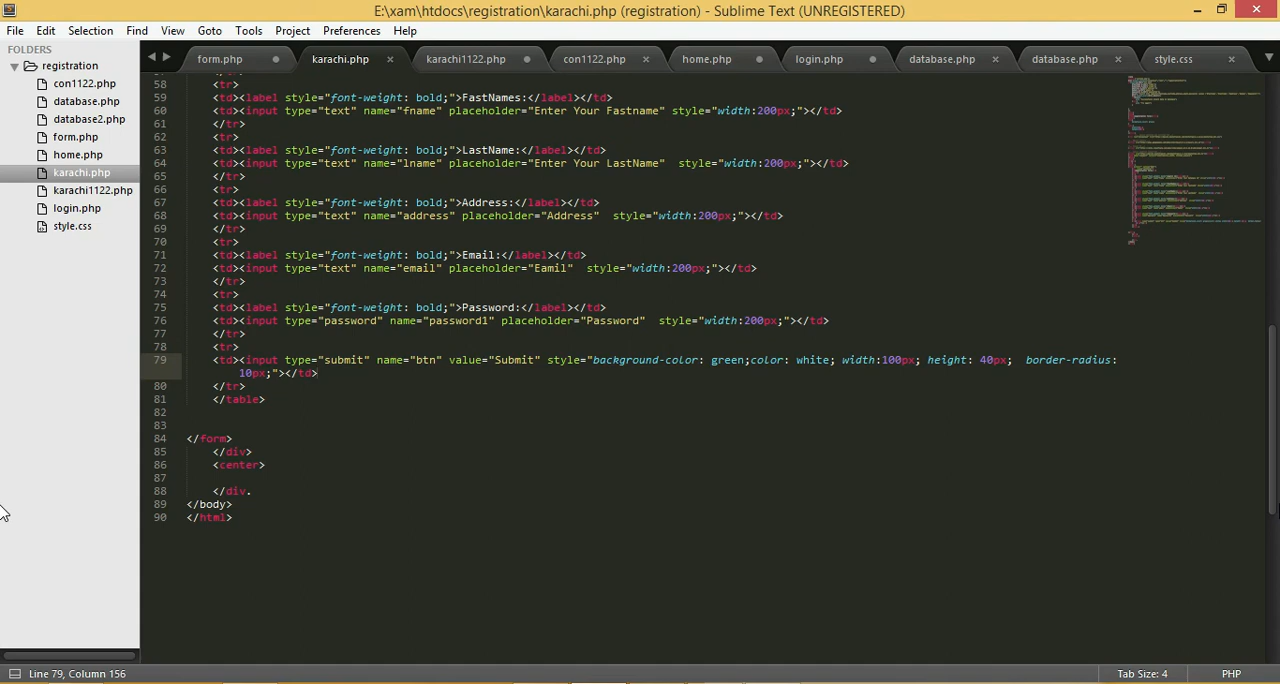 E:\xam\htdocs\registration\karachi.php (registration) - Sublime Text (UNREGISTERED)
File Edit Selection Find View Goto Tools Project Preferences Help
FOLDERS
registration
con1122.php
database.php
database2.php
form.php
home.php
karachi.php
karachi1122.php
login.php
style.css
form.php karachi.php karachi1122.php con1122.php home.php login.php database.php database.php style.css
58 <tr>
59 <td><label style="font-weight: bold;">FastNames:</label></td>
60 <td><input type="text" name="fname" placeholder="Enter Your Fastname" style="width:200px;"></td>
61 </tr>
62 <tr>
63 <td><label style="font-weight: bold;">LastName:</label></td>
64 <td><input type="text" name="lname" placeholder="Enter Your LastName"  style="width:200px;"></td>
65 </tr>
66 <tr>
67 <td><label style="font-weight: bold;">Address:</label></td>
68 <td><input type="text" name="address" placeholder="Address"  style="width:200px;"></td>
69 </tr>
70 <tr>
71 <td><label style="font-weight: bold;">Email:</label></td>
72 <td><input type="text" name="email" placeholder="Eamil"  style="width:200px;"></td>
73 </tr>
74 <tr>
75 <td><label style="font-weight: bold;">Password:</label></td>
76 <td><input type="password" name="password1" placeholder="Password"  style="width:200px;"></td>
77 </tr>
78 <tr>
79 <td><input type="submit" name="btn" value="Submit" style="background-color: green;color: white; width:100px; height: 40px;  border-radius:
10px;"></td>
80 </tr>
81 </table>
82
83
84 </form>
85 </div>
86 <center>
87
88 </div.
89 </body>
90 </html>
Line 79, Column 156
Tab Size: 4
PHP